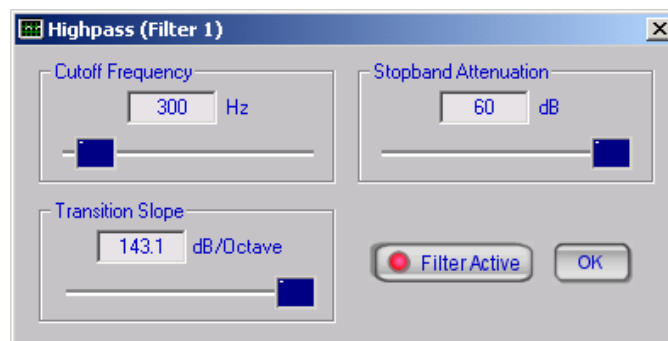 Highpass (Filter 1)
Cutoff Frequency
300 Hz
Stopband Attenuation
60 dB
Transition Slope
143.1 dB/Octave
Filter Active
OK